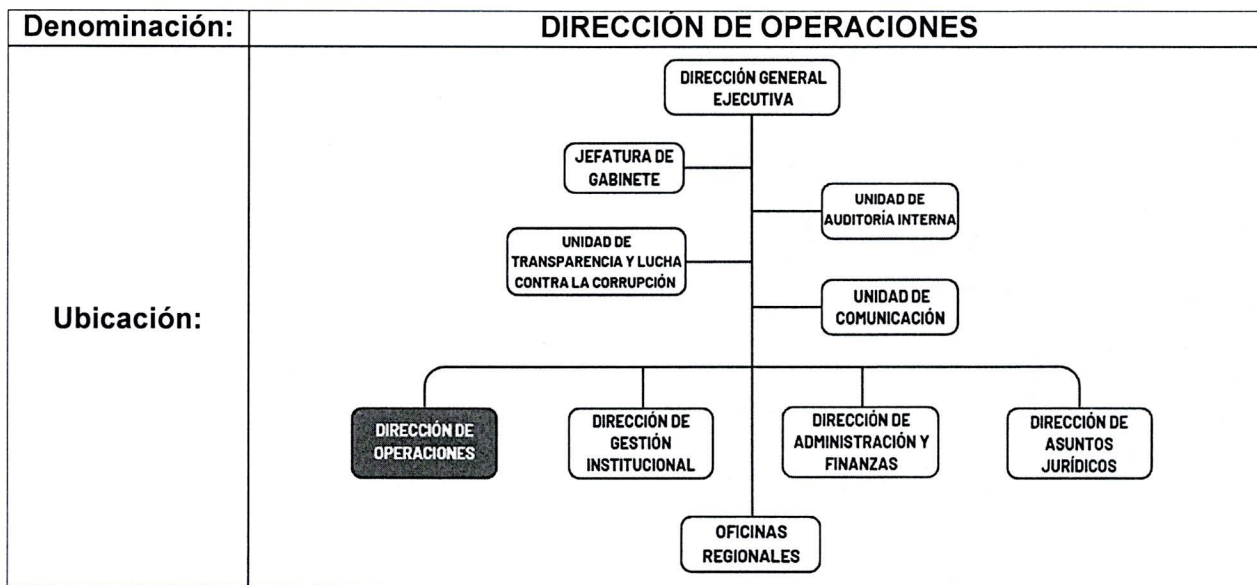 Denominación:
DIRECCIÓN DE OPERACIONES
Ubicación:
DIRECCIÓN GENERAL
EJECUTIVA
JEFATURA DE
GABINETE
UNIDAD DE
AUDITORÍA INTERNA
UNIDAD DE
TRANSPARENCIA Y LUCHA
CONTRA LA CORRUPCIÓN
UNIDAD DE
COMUNICACIÓN
DIRECCIÓN DE
OPERACIONES
DIRECCIÓN DE
GESTIÓN
INSTITUCIONAL
DIRECCIÓN DE
ADMINISTRACIÓN Y
FINANZAS
DIRECCIÓN DE
ASUNTOS
JURÍDICOS
OFICINAS
REGIONALES